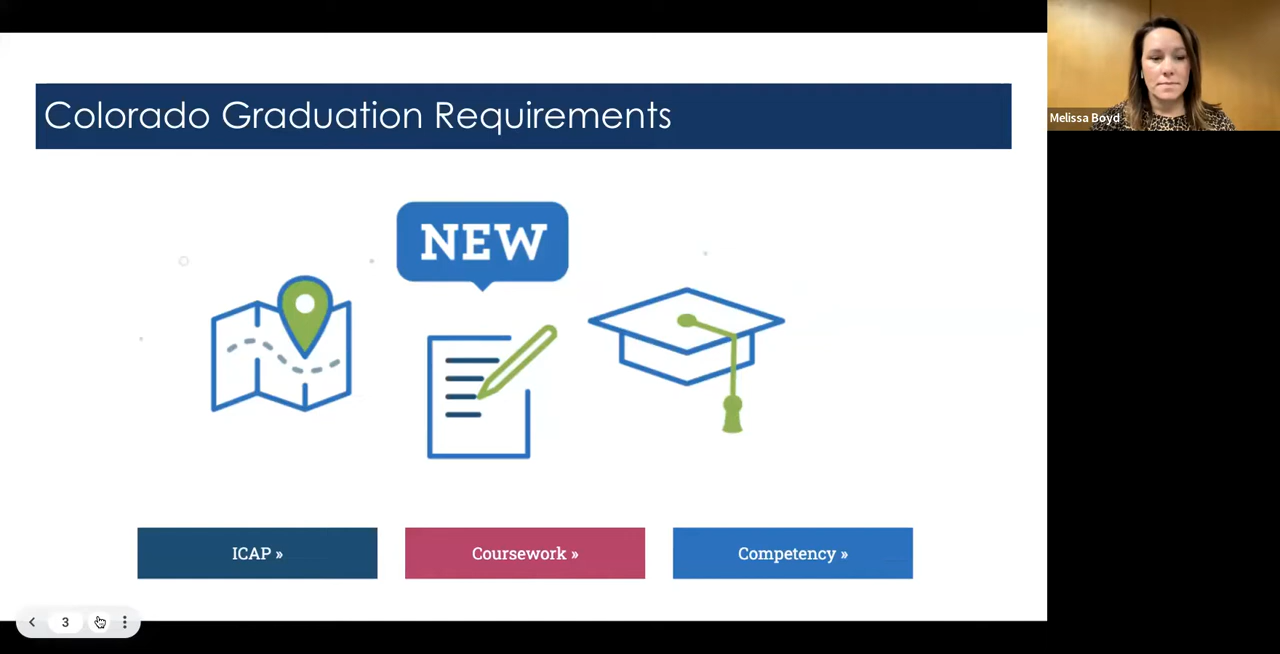 Colorado Graduation Requirements
Melissa Boyd
NEW
ICAP »
Coursework »
Competency »
3